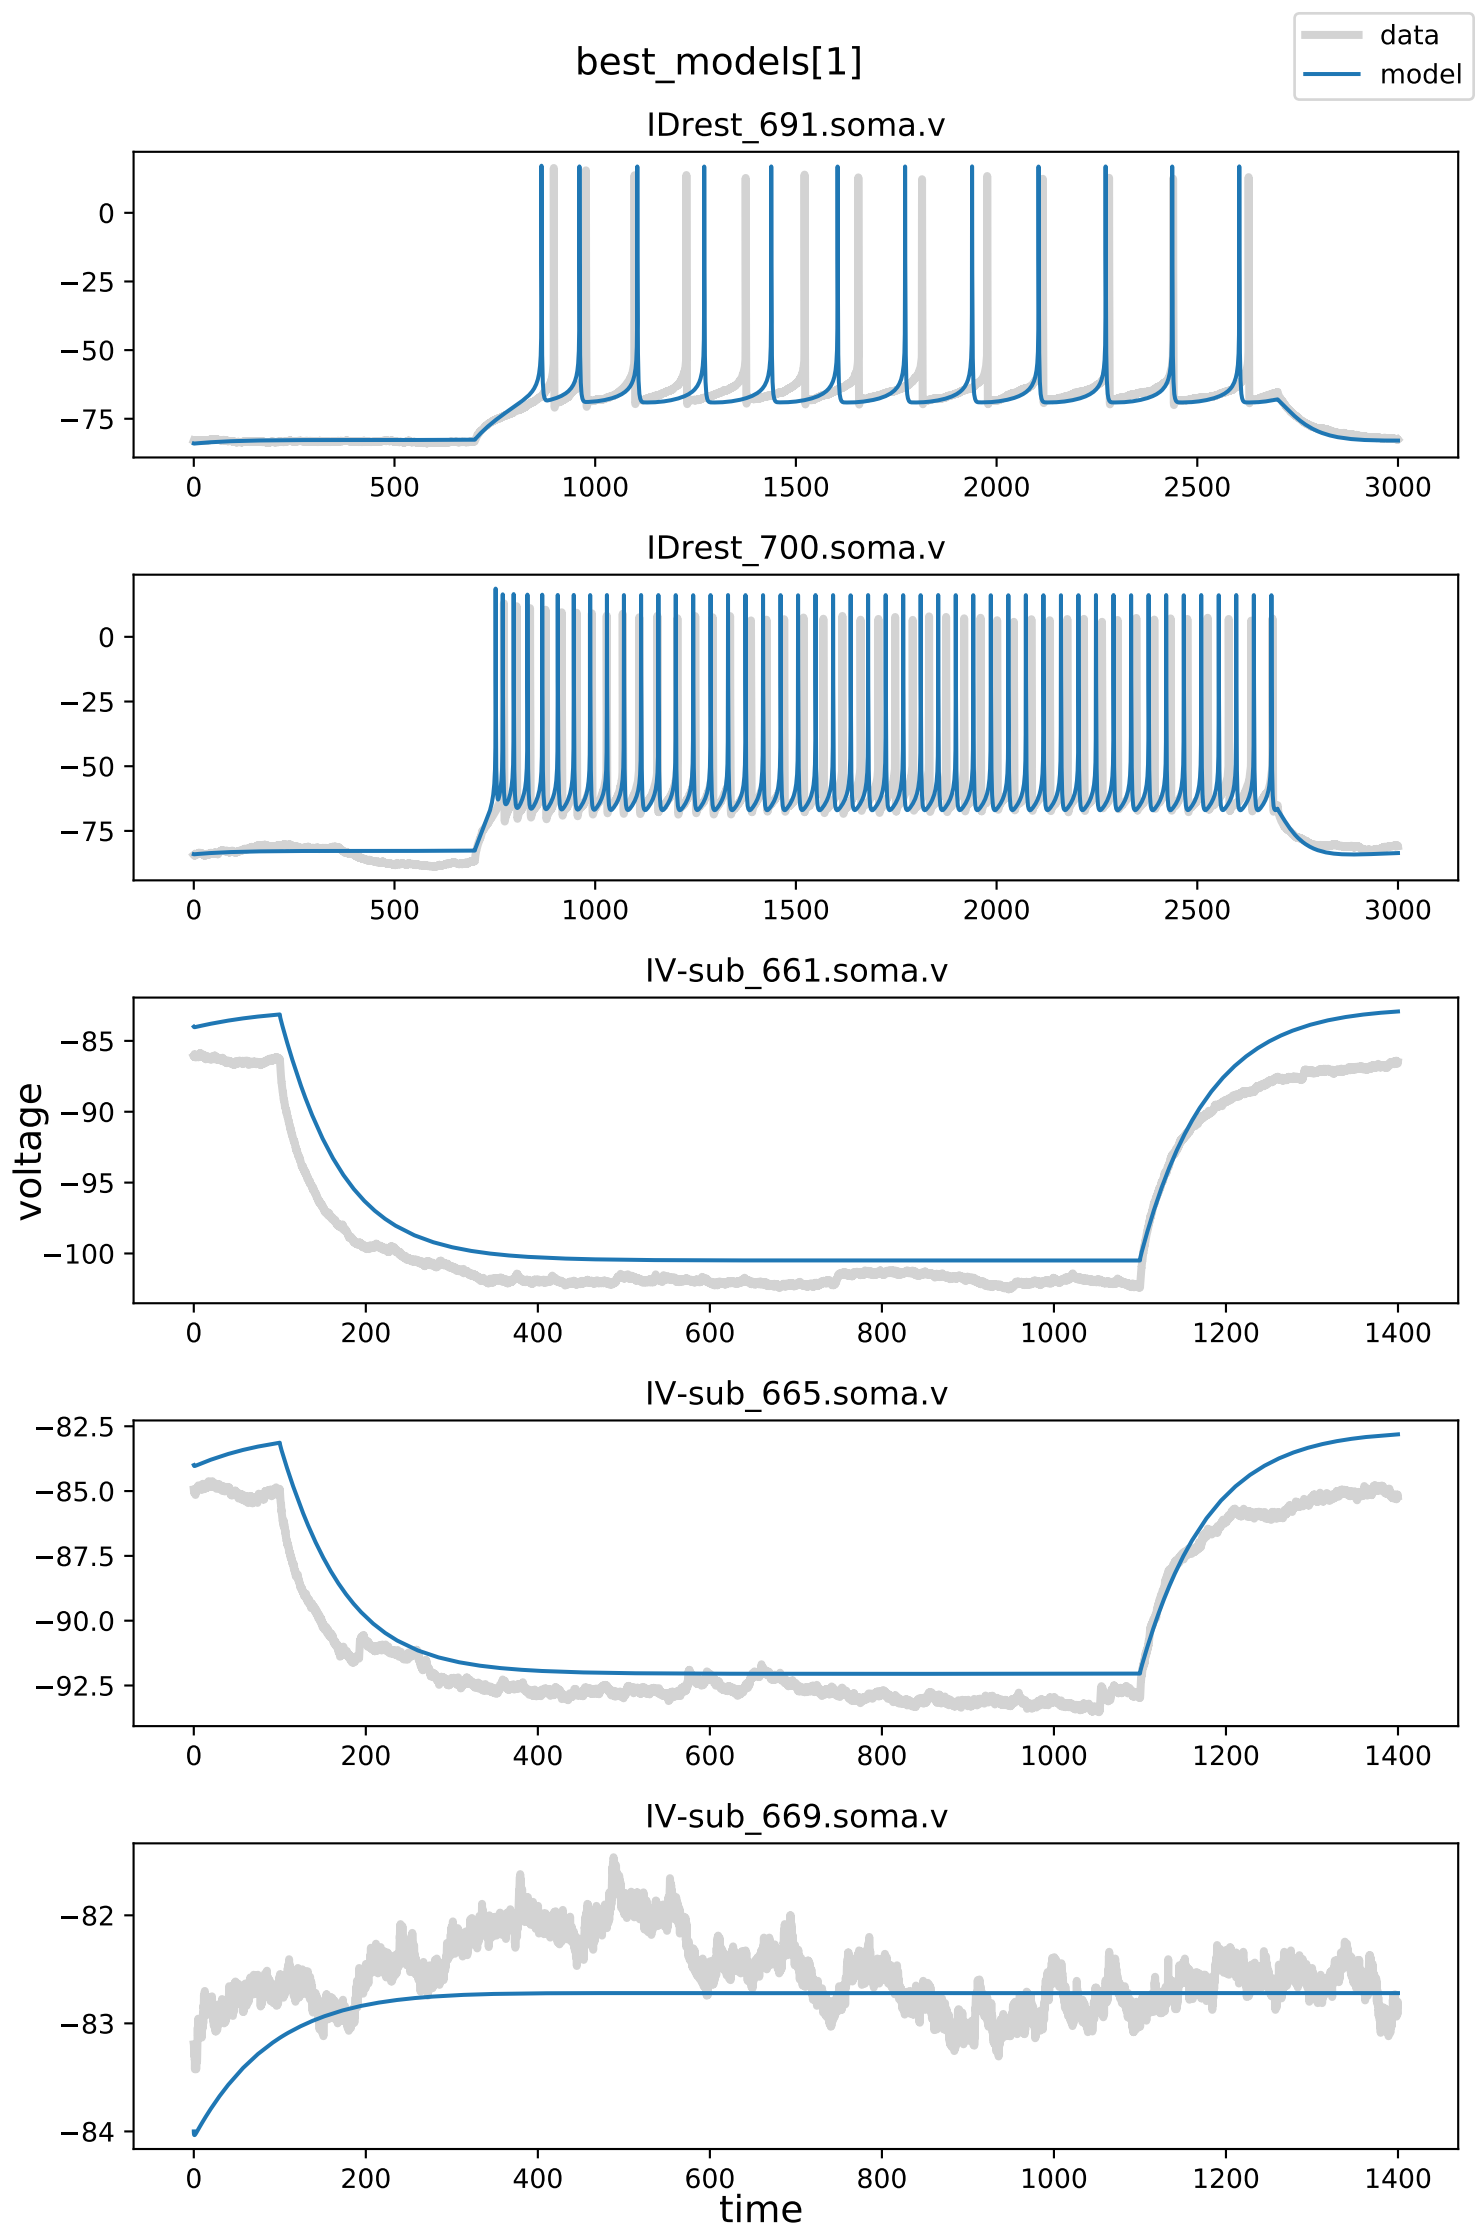 data
best_models[1]
model
IDrest_691.soma.v
0
−25
−50
−75
0 500 1000 1500 2000 2500 3000
IDrest_700.soma.v
0
−25
−50
−75
0 500 1000 1500 2000 2500 3000
IV-sub_661.soma.v
−85
−90
−95
−100
voltage
0 200 400 600 800 1000 1200 1400
IV-sub_665.soma.v
−82.5
−85.0
−87.5
−90.0
−92.5
0 200 400 600 800 1000 1200 1400
IV-sub_669.soma.v
−82
−83
−84
0 200 400 600 800 1000 1200 1400
time